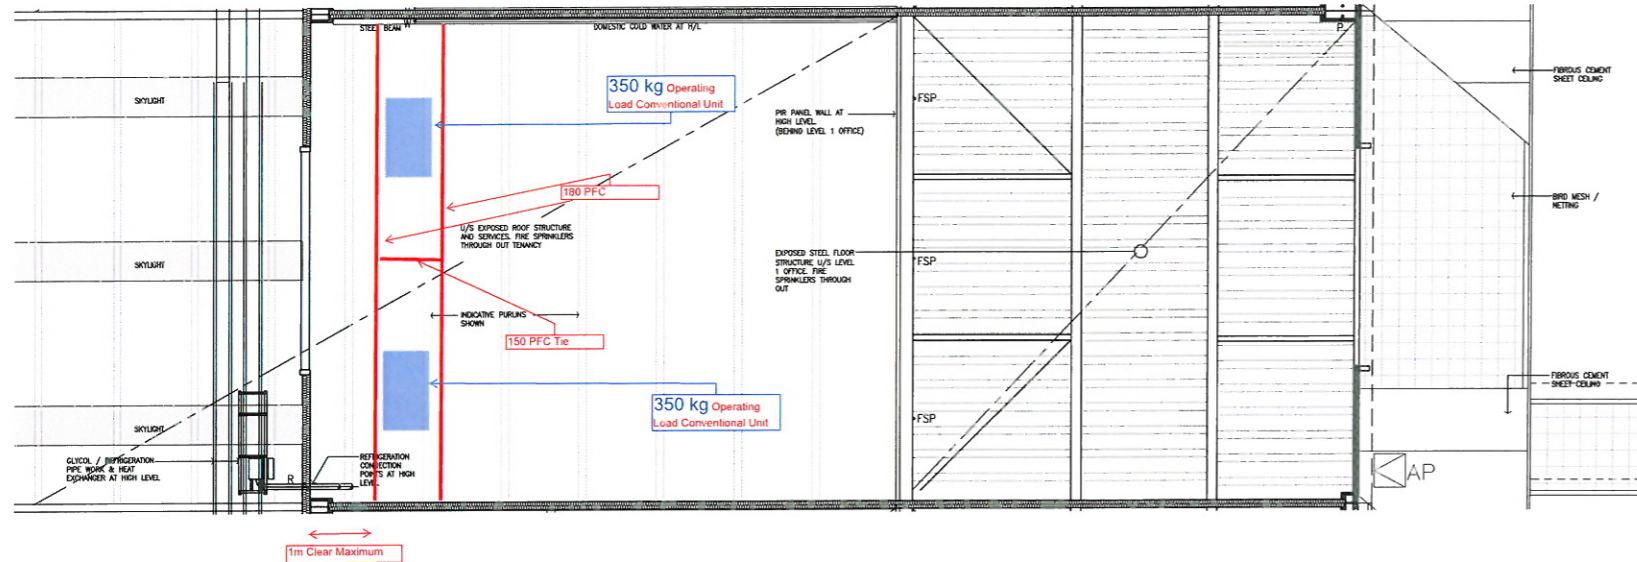 STEEL BEAM
W
DOMESTIC COLD WATER AT H/L
P
SKYLIGHT
350 kg Operating
Load Conventional Unit
FSP
PIR PANEL WALL AT
HIGH LEVEL
(BEHIND LEVEL 1 OFFICE)
FIBROUS CEMENT
SHEET CEILING
180 PFC
BIRD MESH /
NETTING
U/S EXPOSED ROOF STRUCTURE
AND SERVICES. FIRE SPRINKLERS
THROUGH OUT TENANCY
SKYLIGHT
EXPOSED STEEL FLOOR
STRUCTURE U/S LEVEL
1 OFFICE. FIRE
SPRINKLERS THROUGH
OUT
FSP
INDICATIVE PURLINS
SHOWN
150 PFC Tie
350 kg Operating
Load Conventional Unit
FIBROUS CEMENT
SHEET CEILING
FSP
SKYLIGHT
GLYCOL / REFRIGERATION
PIPE WORK & HEAT
EXCHANGER AT HIGH LEVEL
R
REFRIGERATION
CONNECTION
POINTS AT HIGH
LEVEL
AP
1m Clear Maximum